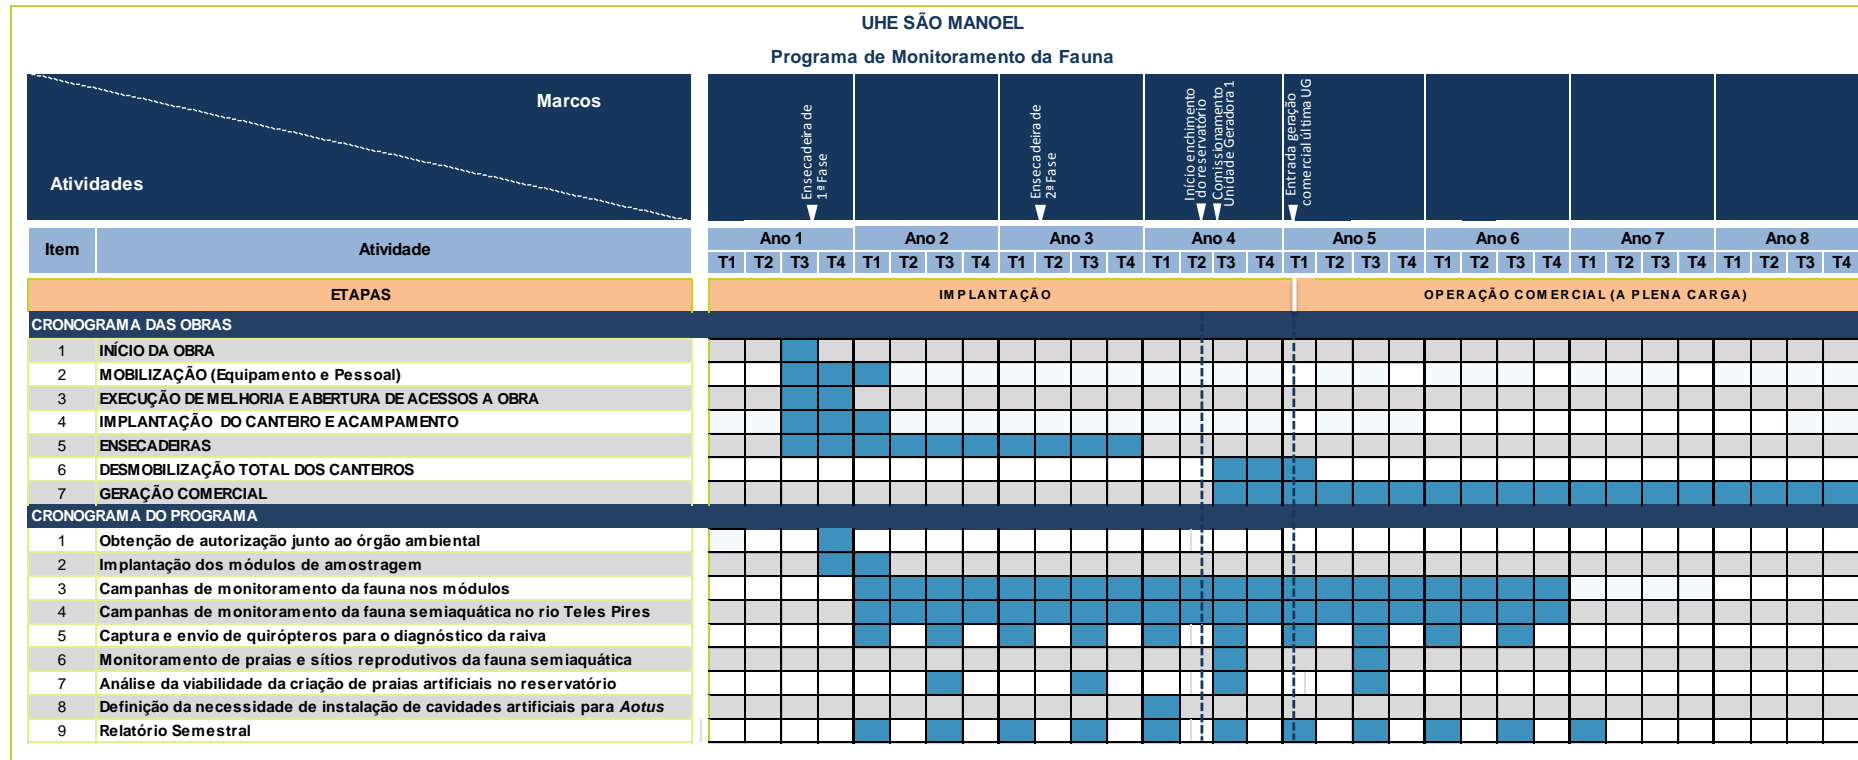 UHE SÃO MANOEL
Programa de Monitoramento da Fauna
Marcos
Atividades
Ensecadeira de
1ª Fase
Ensecadeira de
2ª Fase
Início enchimento
do reservatório
Comissionamento
Unidade Geradora 1
Entrada geração
comercial última UG
Item Atividade Ano 1 Ano 2 Ano 3 Ano 4 Ano 5 Ano 6 Ano 7 Ano 8
T1 T2 T3 T4 T1 T2 T3 T4 T1 T2 T3 T4 T1 T2 T3 T4 T1 T2 T3 T4 T1 T2 T3 T4 T1 T2 T3 T4 T1 T2 T3 T4
ETAPAS IMPLANTAÇÃO OPERAÇÃO COMERCIAL (A PLENA CARGA)
CRONOGRAMA DAS OBRAS
1 INÍCIO DA OBRA
2 MOBILIZAÇÃO (Equipamento e Pessoal)
3 EXECUÇÃO DE MELHORIA E ABERTURA DE ACESSOS A OBRA
4 IMPLANTAÇÃO DO CANTEIRO E ACAMPAMENTO
5 ENSECADEIRAS
6 DESMOBILIZAÇÃO TOTAL DOS CANTEIROS
7 GERAÇÃO COMERCIAL
CRONOGRAMA DO PROGRAMA
1 Obtenção de autorização junto ao órgão ambiental
2 Implantação dos módulos de amostragem
3 Campanhas de monitoramento da fauna nos módulos
4 Campanhas de monitoramento da fauna semiaquática no rio Teles Pires
5 Captura e envio de quirópteros para o diagnóstico da raiva
6 Monitoramento de praias e sítios reprodutivos da fauna semiaquática
7 Análise da viabilidade da criação de praias artificiais no reservatório
8 Definição da necessidade de instalação de cavidades artificiais para Aotus
9 Relatório Semestral